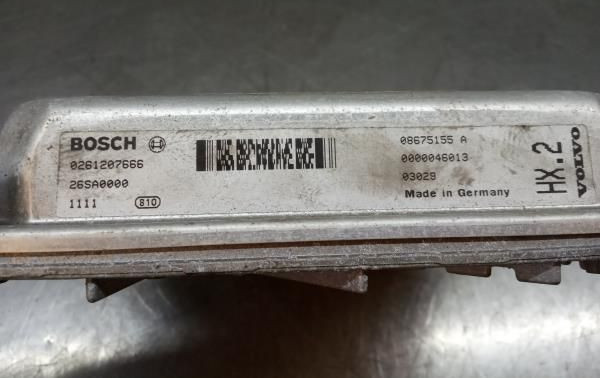 BOSCH
0261207666
26SA0000
1111 810
08675155 A
0000046013
03029
Made in Germany
HX.2
VOLVO